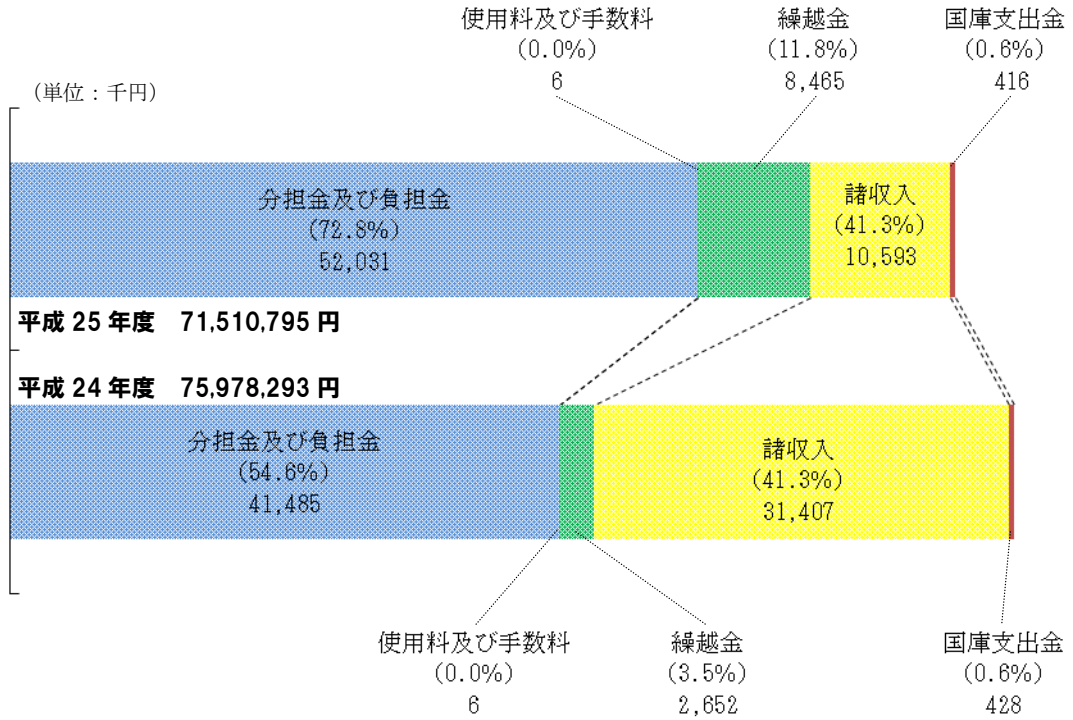 使用料及び手数料
(0.0%)
6
繰越金
(11.8%)
8,465
国庫支出金
(0.6%)
416
（単位：千円）
分担金及び負担金
(72.8%)
52,031
諸収入
(41.3%)
10,593
平成 25 年度 71,510,795 円
平成 24 年度 75,978,293 円
分担金及び負担金
(54.6%)
41,485
諸収入
(41.3%)
31,407
使用料及び手数料
(0.0%)
6
繰越金
(3.5%)
2,652
国庫支出金
(0.6%)
428